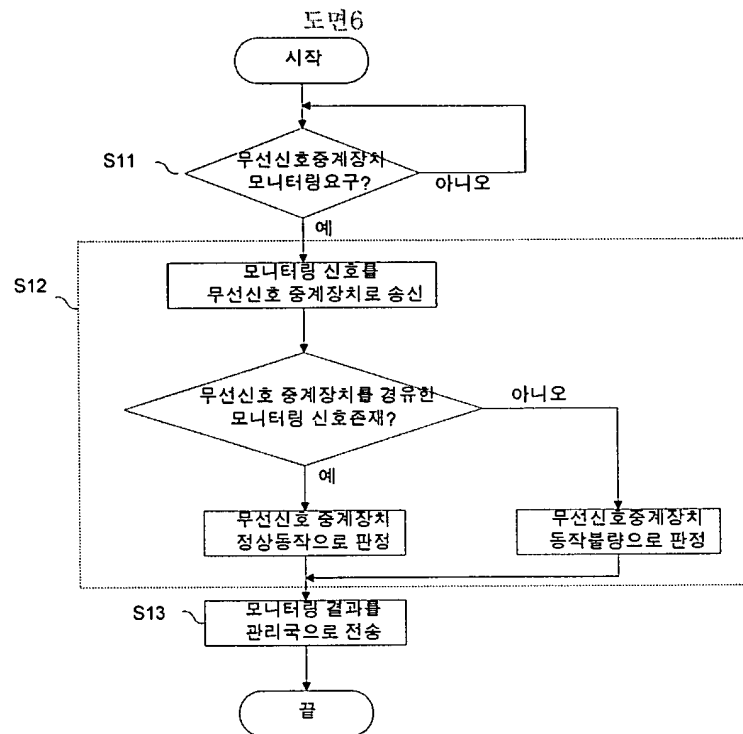 도면6
시작
S11
무선신호중계장치
모니터링요구?
아니오
예
S12
모니터링 신호를
무선신호 중계장치로 송신
무선신호 중계장치를 경유한
모니터링 신호존재?
아니오
예
무선신호 중계장치
정상동작으로 판정
무선신호중계장치
동작불량으로 판정
S13
모니터링 결과를
관리국으로 전송
끝